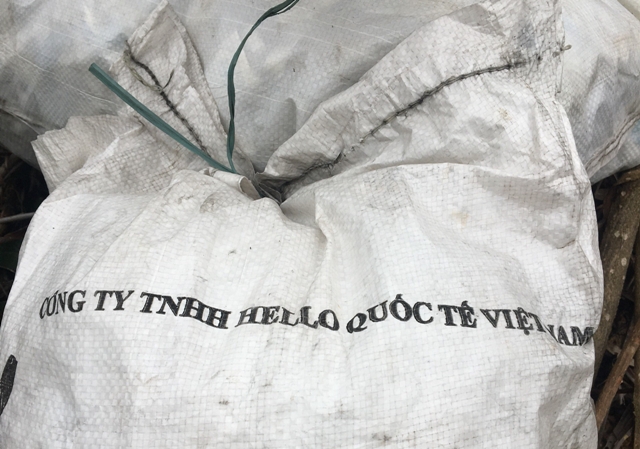 CÔNG TY TNHH HELLO QUỐC TẾ VIỆT NAM